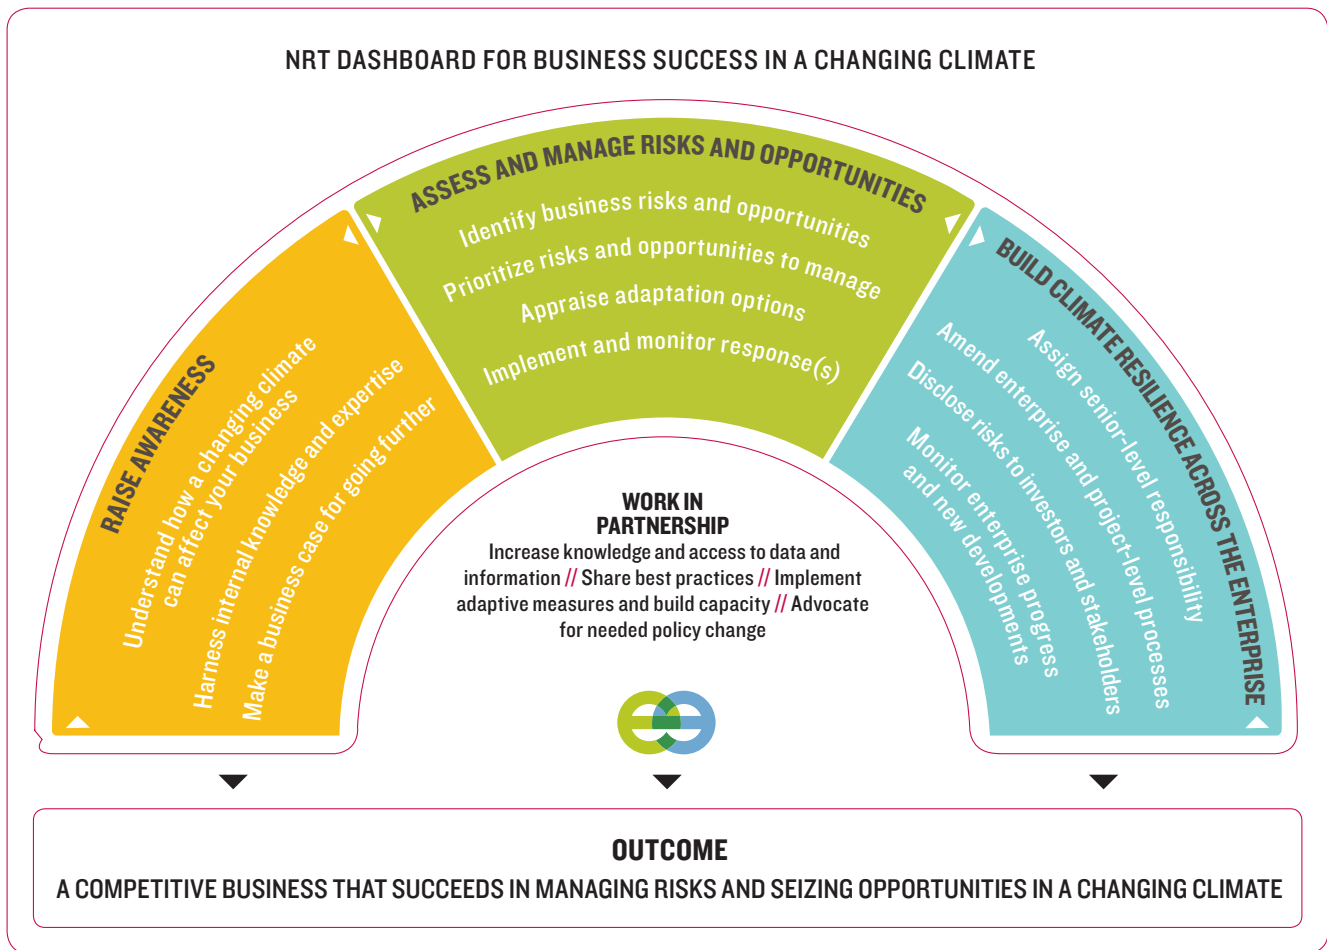 NRT DASHBOARD FOR BUSINESS SUCCESS IN A CHANGING CLIMATE
RAISE AWARENESS
Understand how a changing climate
can affect your business
Harness internal knowledge and expertise
Make a business case for going further
ASSESS AND MANAGE RISKS AND OPPORTUNITIES
Identify business risks and opportunities
Prioritize risks and opportunities to manage
Appraise adaptation options
Implement and monitor response(s)
BUILD CLIMATE RESILIENCE ACROSS THE ENTERPRISE
Assign senior-level responsibility
Amend enterprise and project-level processes
Disclose risks to investors and stakeholders
Monitor enterprise progress
and new developments
WORK IN
PARTNERSHIP
Increase knowledge and access to data and
information // Share best practices // Implement
adaptive measures and build capacity // Advocate
for needed policy change
OUTCOME
A COMPETITIVE BUSINESS THAT SUCCEEDS IN MANAGING RISKS AND SEIZING OPPORTUNITIES IN A CHANGING CLIMATE